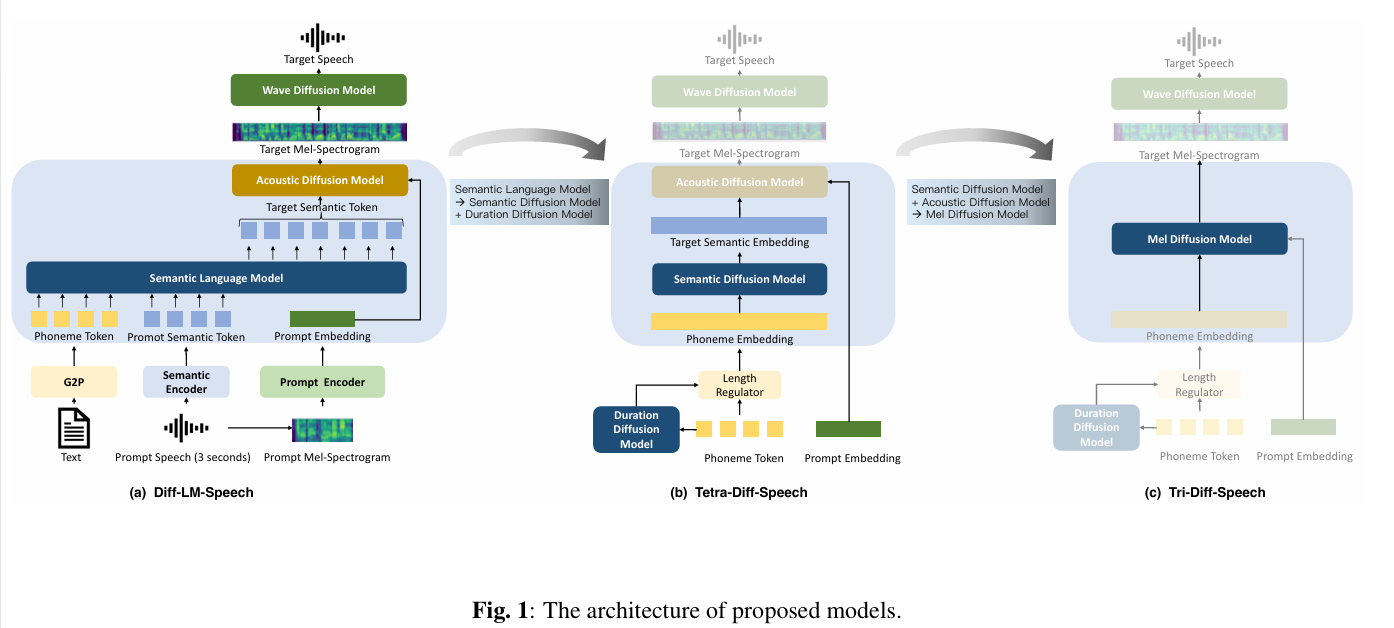 Target Speech
Wave Diffusion Model
Target Mel-Spectrogram
Acoustic Diffusion Model
Target Semantic Token
Semantic Language Model
Phoneme Token
Promot Semantic Token
Prompt Embedding
G2P
Semantic
Encoder
Prompt Encoder
Text
Prompt Speech (3 seconds)
Prompt Mel-Spectrogram
(a) Diff-LM-Speech
Semantic Language Model
→ Semantic Diffusion Model
+ Duration Diffusion Model
Target Speech
Wave Diffusion Model
Target Mel-Spectrogram
Acoustic Diffusion Model
Target Semantic Embedding
Semantic Diffusion Model
Phoneme Embedding
Length
Regulator
Duration
Diffusion
Model
Phoneme Token
Prompt Embedding
(b) Tetra-Diff-Speech
Semantic Diffusion Model
+ Acoustic Diffusion Model
→ Mel Diffusion Model
Target Speech
Wave Diffusion Model
Target Mel-Spectrogram
Mel Diffusion Model
Phoneme Embedding
Length
Regulator
Duration
Diffusion
Model
Phoneme Token
Prompt Embedding
(c) Tri-Diff-Speech
Fig. 1: The architecture of proposed models.